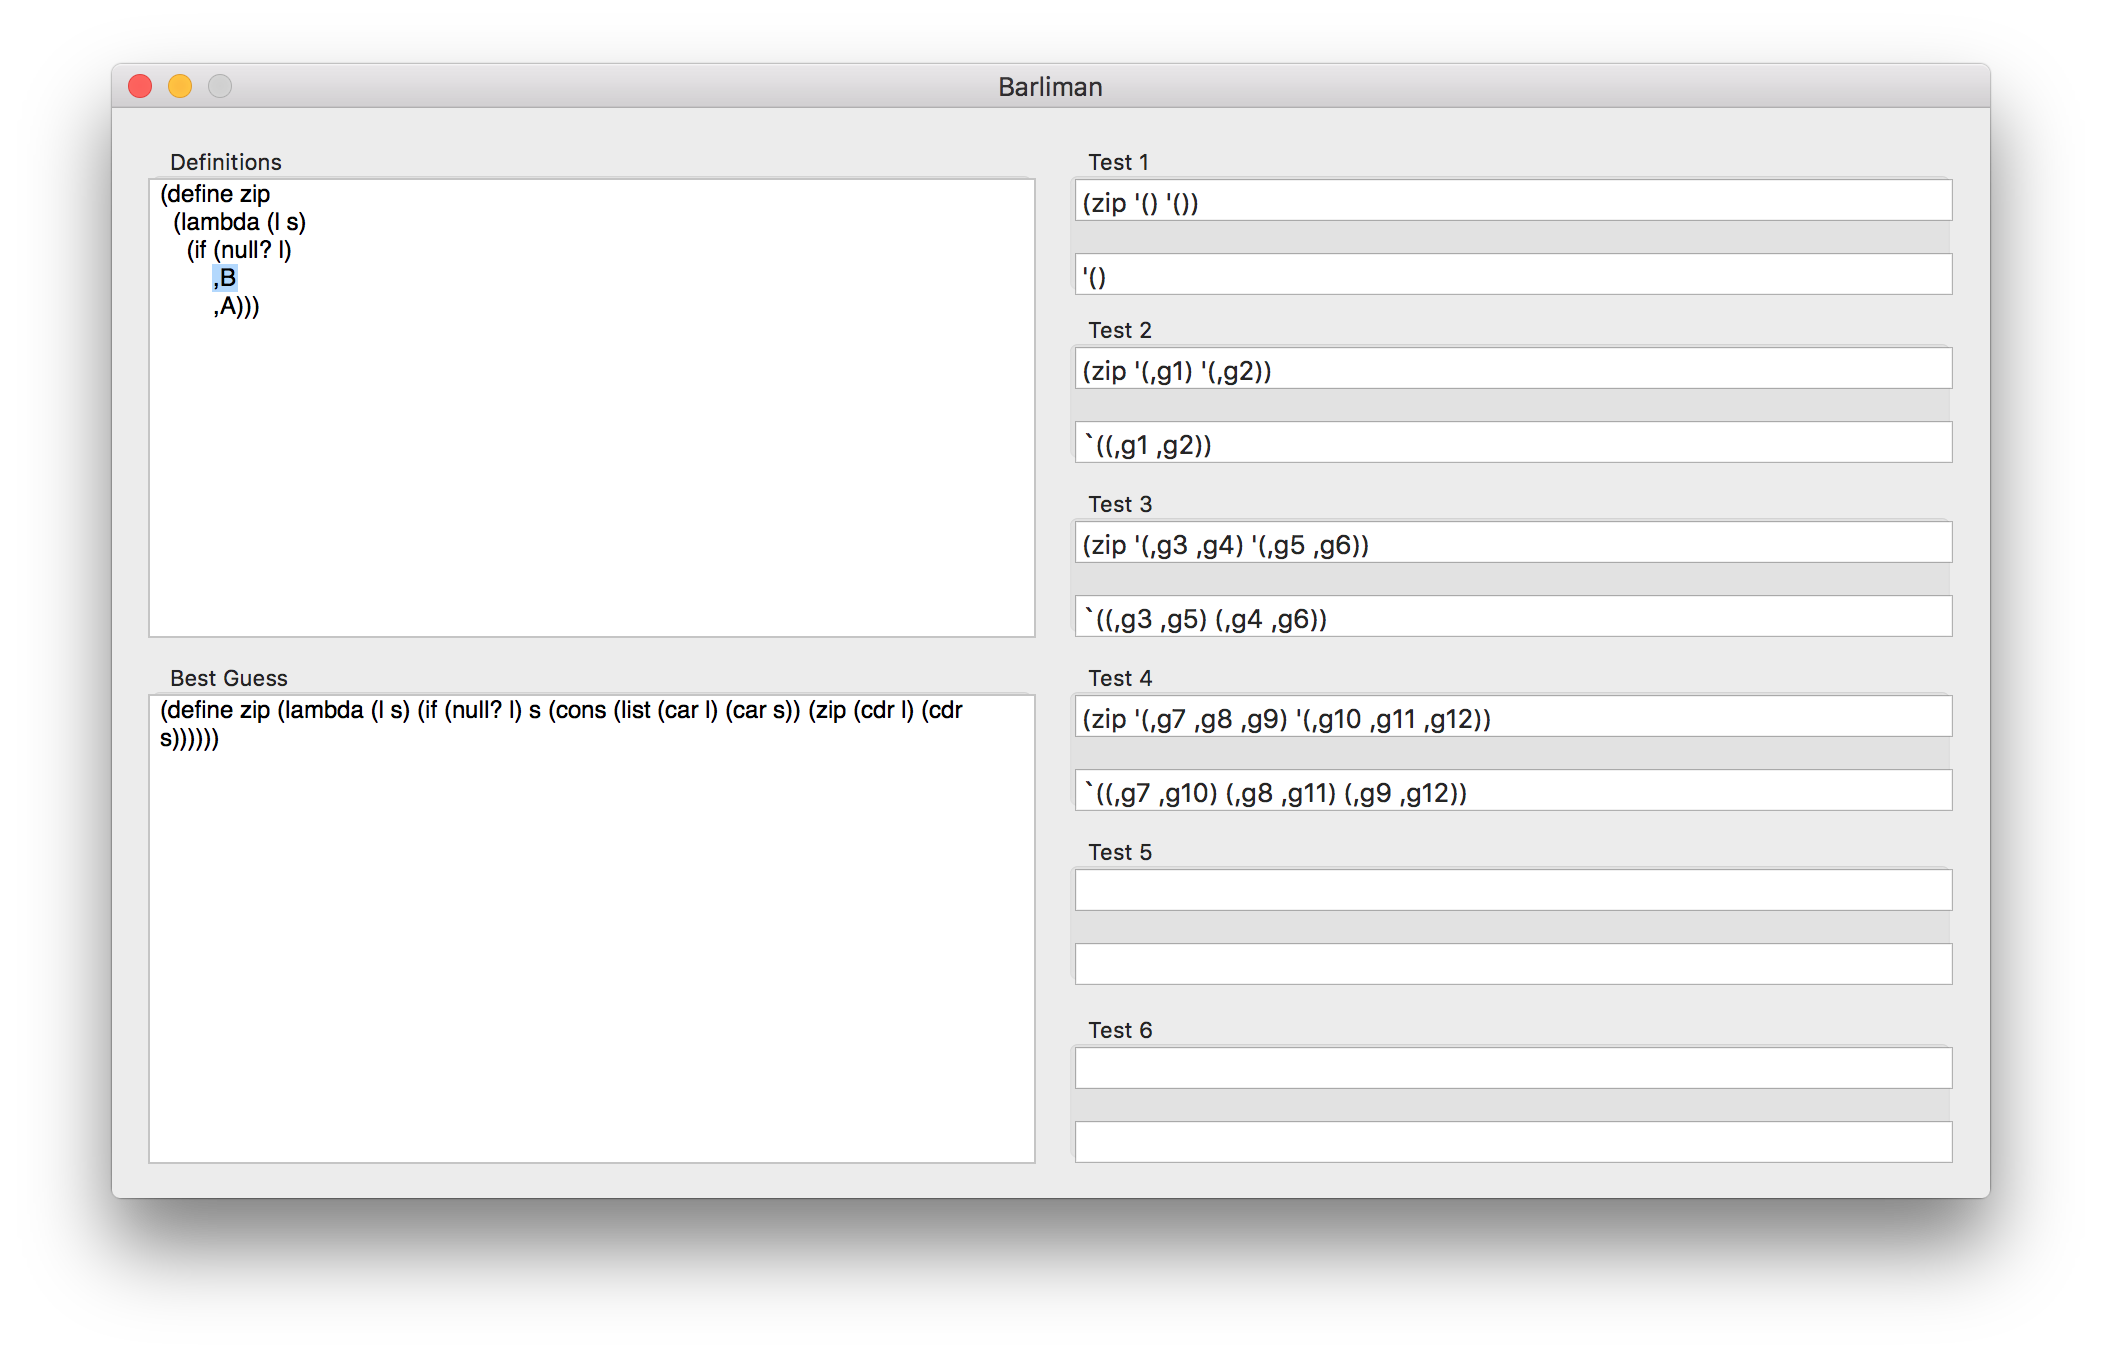 Barliman
Definitions
(define zip
(lambda (l s)
(if (null? l)
,B
,A)))
Best Guess
(define zip (lambda (l s) (if (null? l) s (cons (list (car l) (car s)) (zip (cdr l) (cdr
s))))))
Test 1
(zip '() '())
'()
Test 2
(zip '(,g1) '(,g2))
`((,g1 ,g2))
Test 3
(zip '(,g3 ,g4) '(,g5 ,g6))
`((,g3 ,g5) (,g4 ,g6))
Test 4
(zip '(,g7 ,g8 ,g9) '(,g10 ,g11 ,g12))
`((,g7 ,g10) (,g8 ,g11) (,g9 ,g12))
Test 5
Test 6